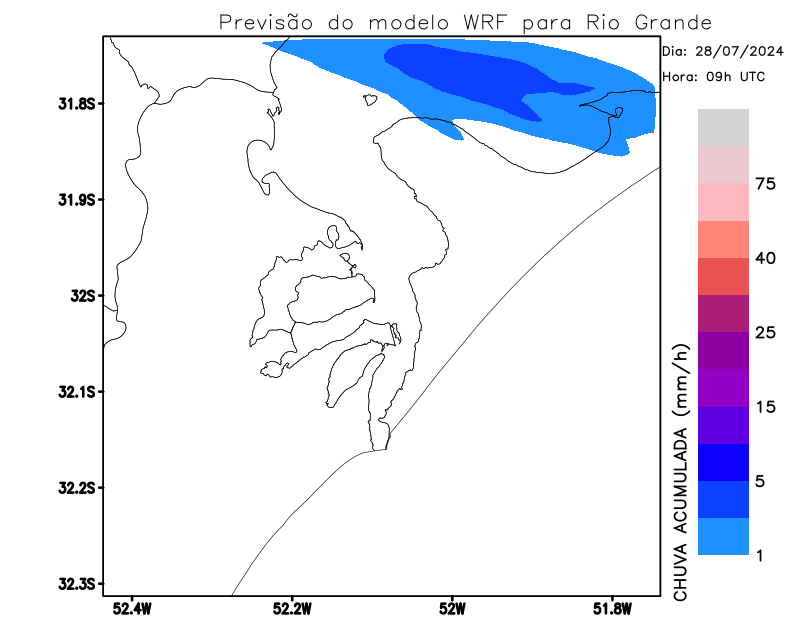 Previsão do modelo WRF para Rio Grande
Dia: 28/07/2024
Hora: 09h UTC
31.8S
31.9S
32S
32.1S
32.2S
32.3S
52.4W
52.2W
52W
51.8W
75
40
25
15
5
1
CHUVA ACUMULADA (mm/h)